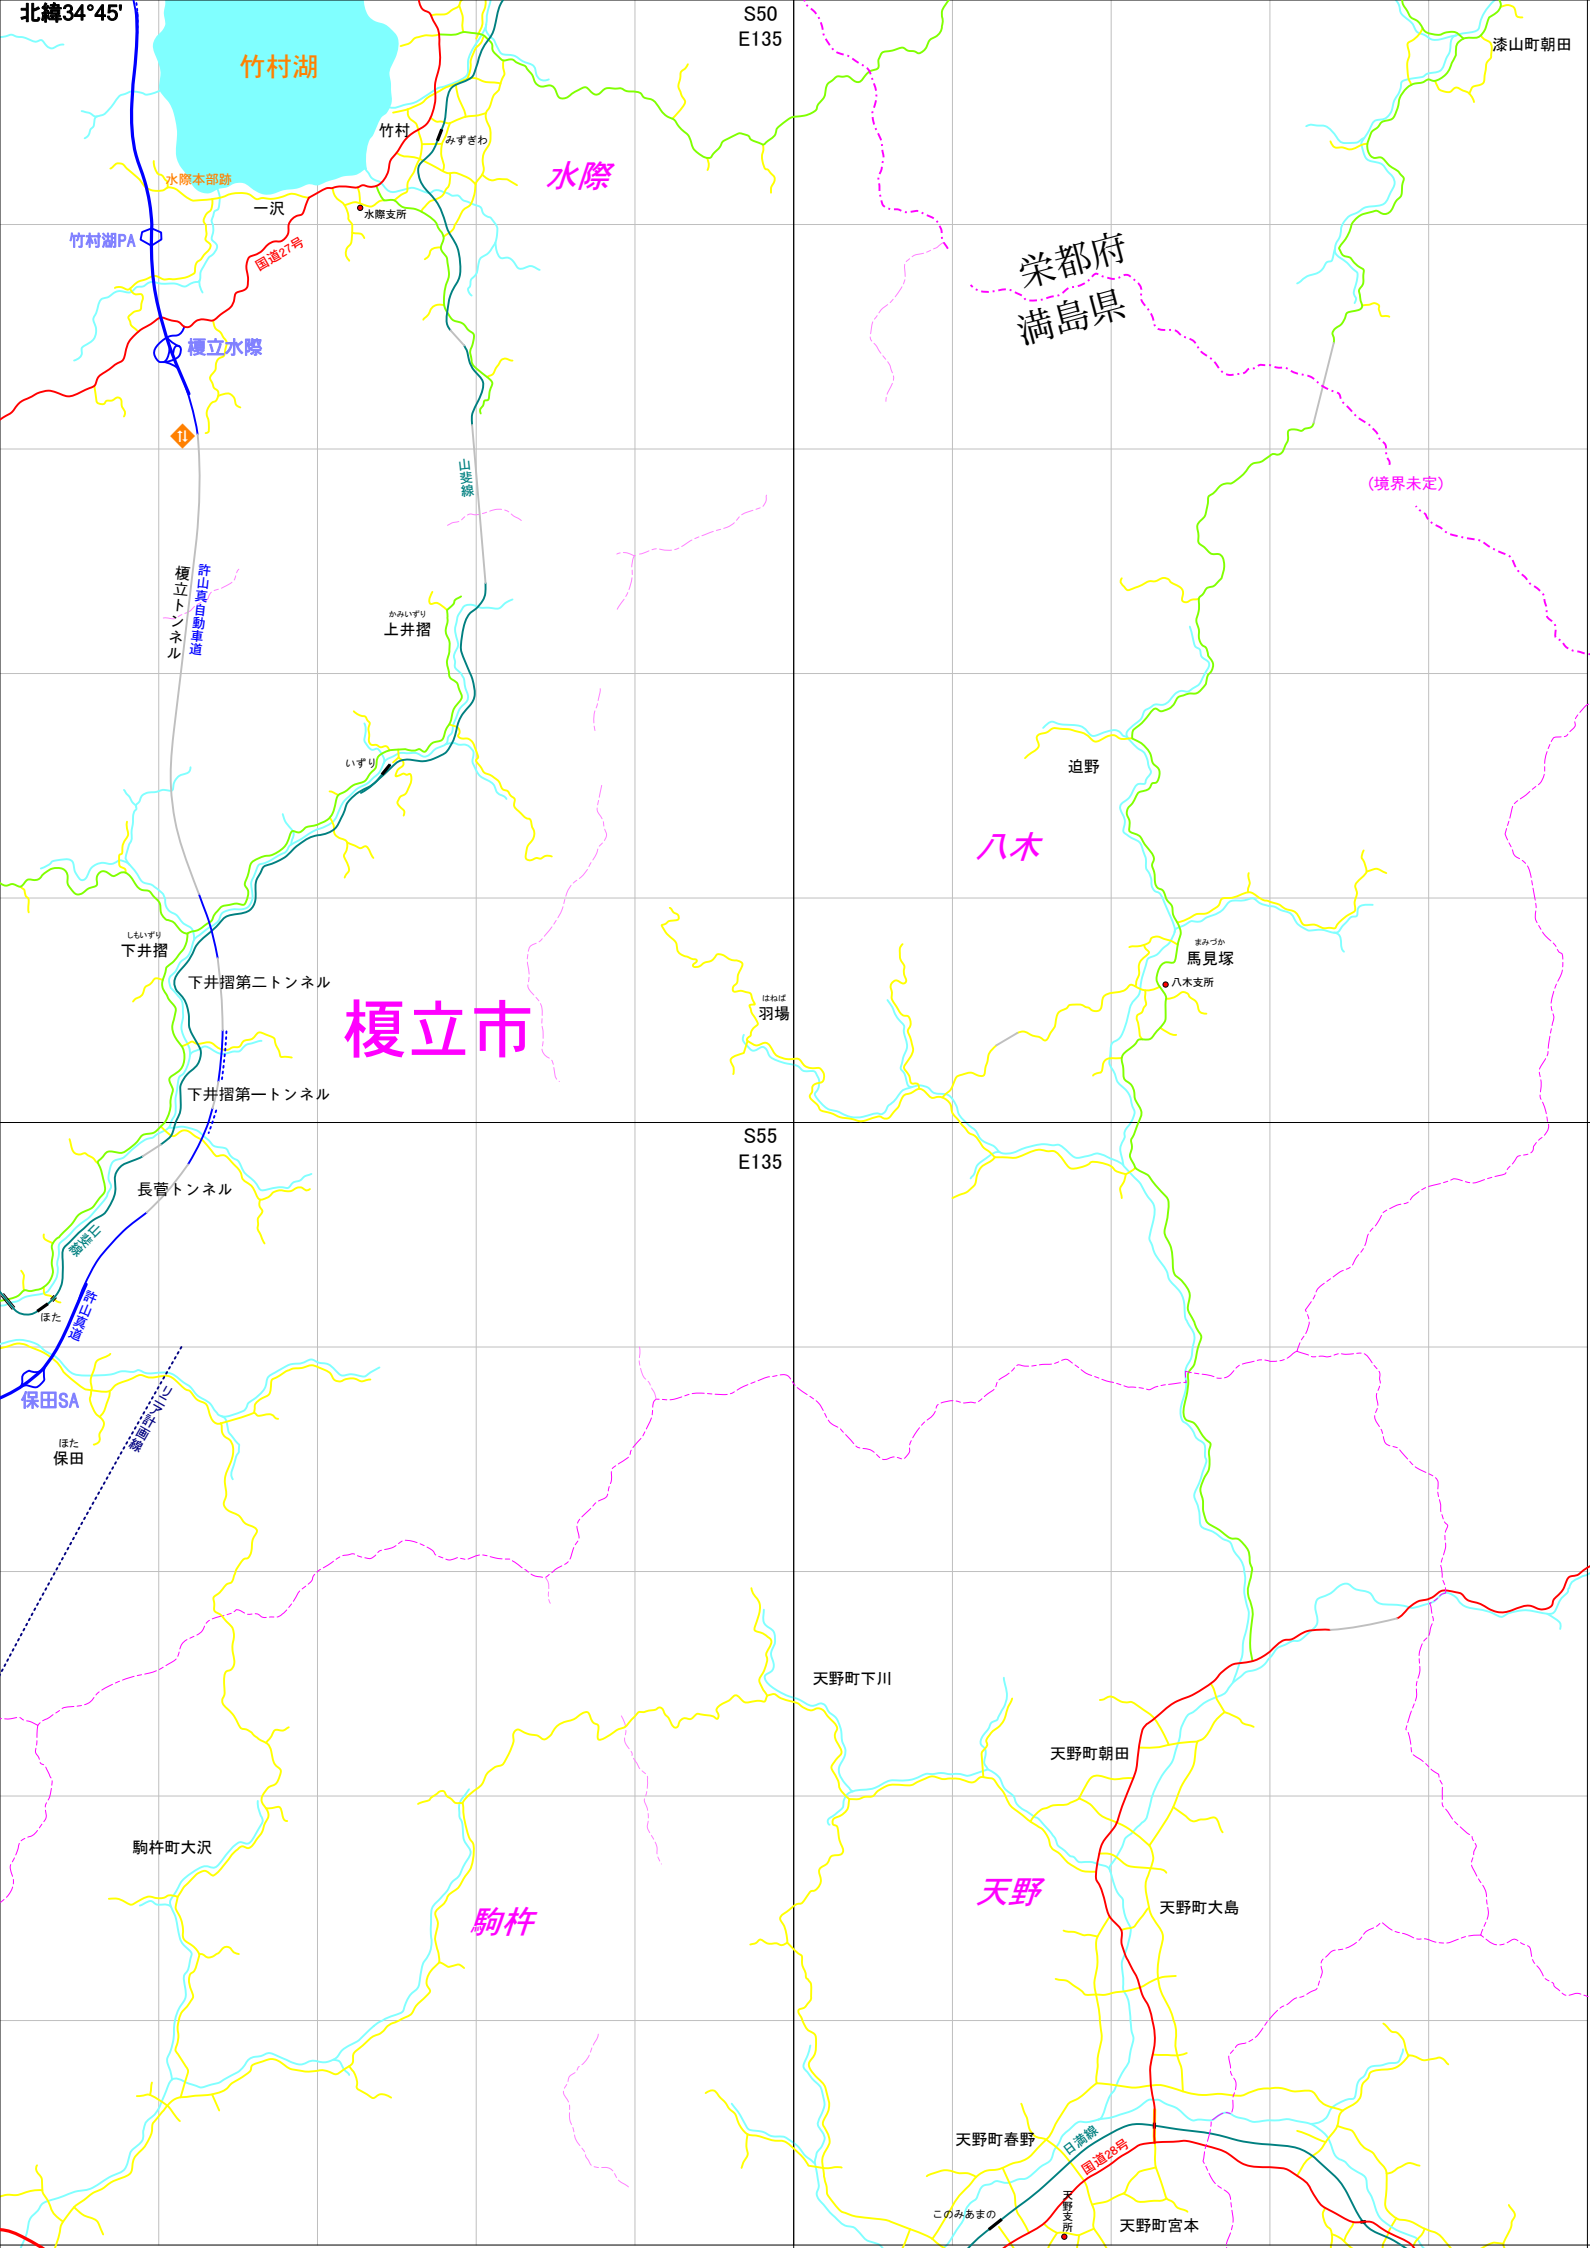 北緯34°45'
S50
E135
漆山町朝田
竹村湖
竹村
みずぎわ
水際
水際本部跡
一沢
水際支所
竹村湖PA
国道27号
栄都府
満島県
榎立水際
山斐線
(境界未定)
榎立トンネル
許山真自動車道
かみいずり
上井摺
いずり
迫野
八木
しもいずり
下井摺
まみづか
馬見塚
八木支所
下井摺第二トンネル
榎立市
はねば
羽場
下井摺第一トンネル
S55
E135
長菅トンネル
山斐線
許山真道
ほた
保田SA
リニア計画線
ほた
保田
天野町下川
天野町朝田
駒杵町大沢
駒杵
天野
天野町大島
天野町春野
日満線
国道28号
このみあまの
天野支所
天野町宮本